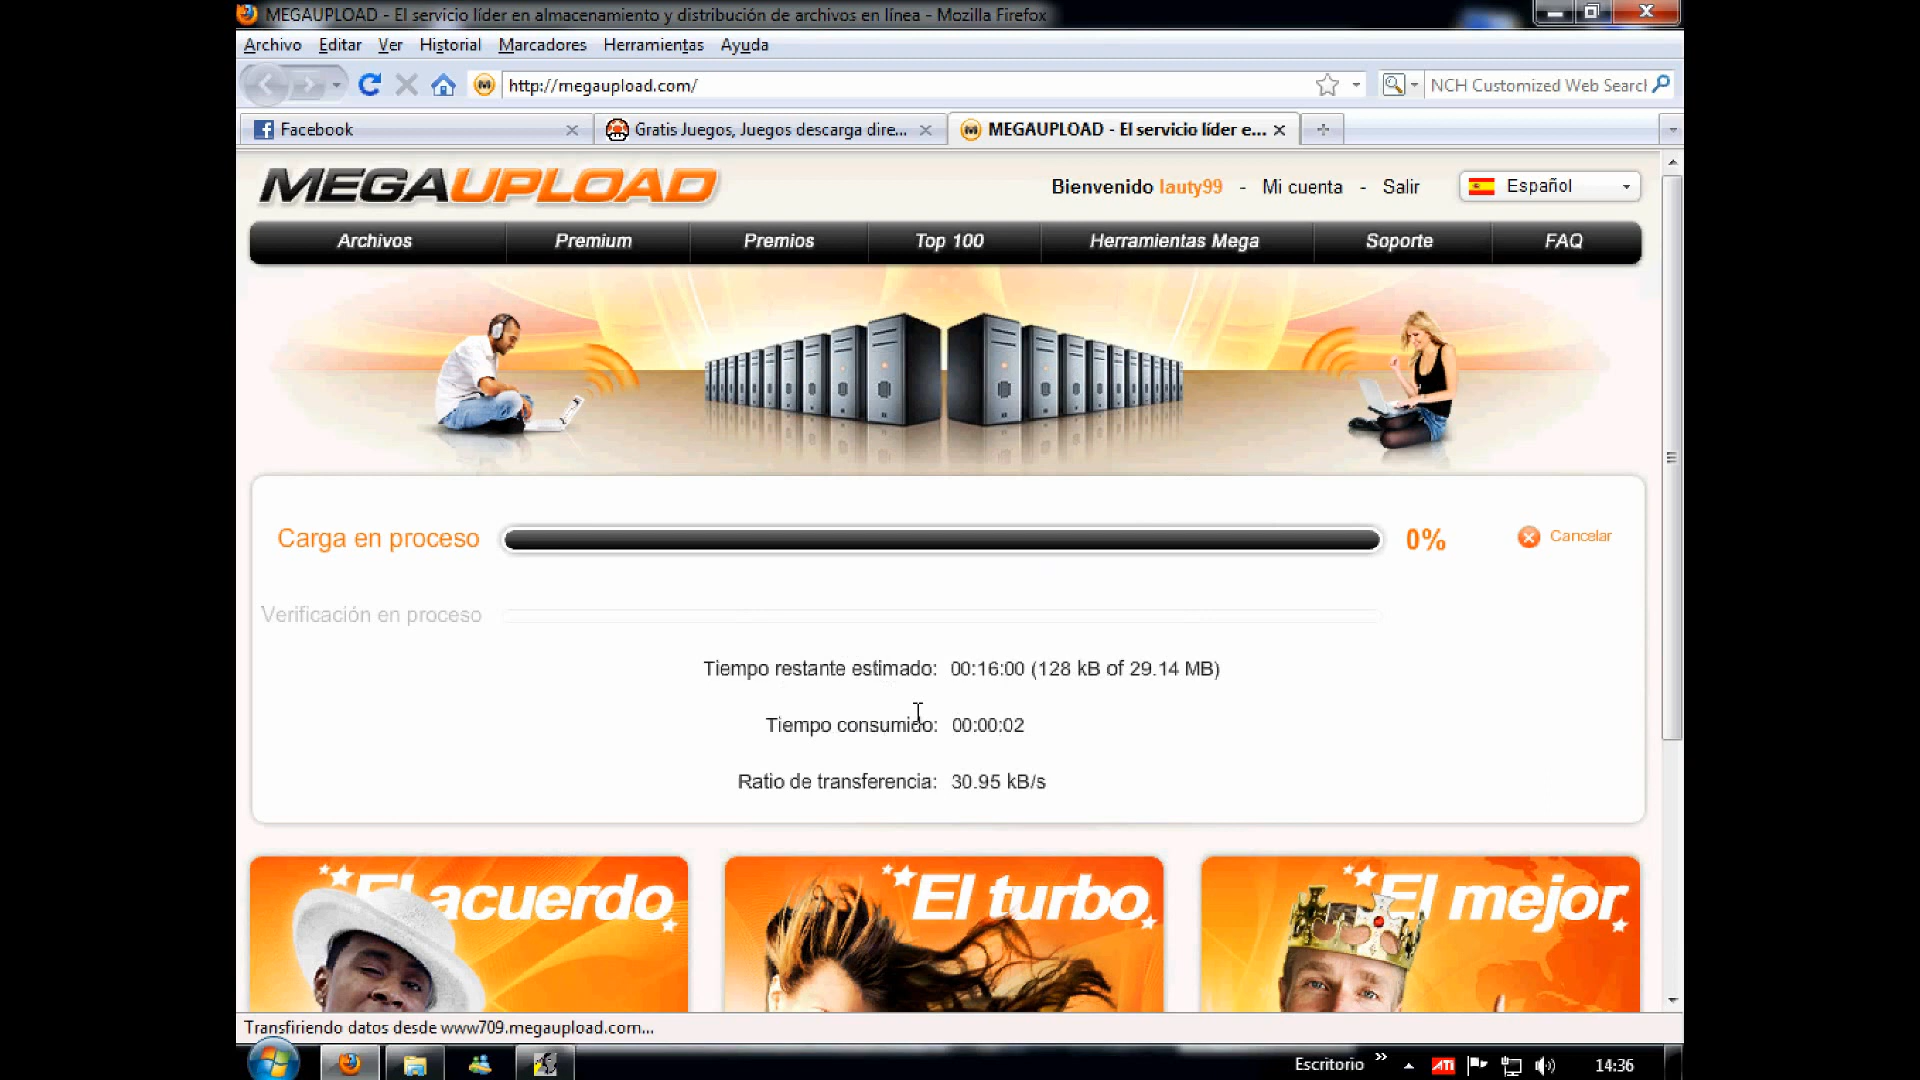 MEGAUPLOAD - El servicio líder en almacenamiento y distribución de archivos en línea - Mozilla Firefox
Archivo Editar Ver Historial Marcadores Herramientas Ayuda
http://megaupload.com/
NCH Customized Web Searc
Facebook
Gratis Juegos, Juegos descarga dire...
MEGAUPLOAD - El servicio líder e...
MEGAUPLOAD
Bienvenido lauty99 - Mi cuenta - Salir
Español
Archivos Premium Premios Top 100 Herramientas Mega Soporte FAQ
Carga en proceso
0%
Cancelar
Verificación en proceso
Tiempo restante estimado: 00:16:00 (128 kB of 29.14 MB)
Tiempo consumido: 00:00:02
Ratio de transferencia: 30.95 kB/s
El acuerdo
El turbo
El mejor
Transfiriendo datos desde www709.megaupload.com...
Escritorio
ATI
14:36